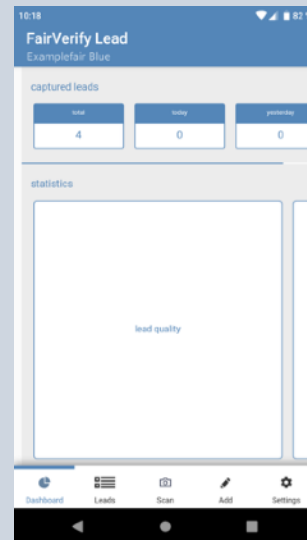 10:18 82
FairVerify Lead
Examplefair Blue
captured leads
total today yesterday
4 0 0
statistics
lead quality
Dashboard Leads Scan Add Settings